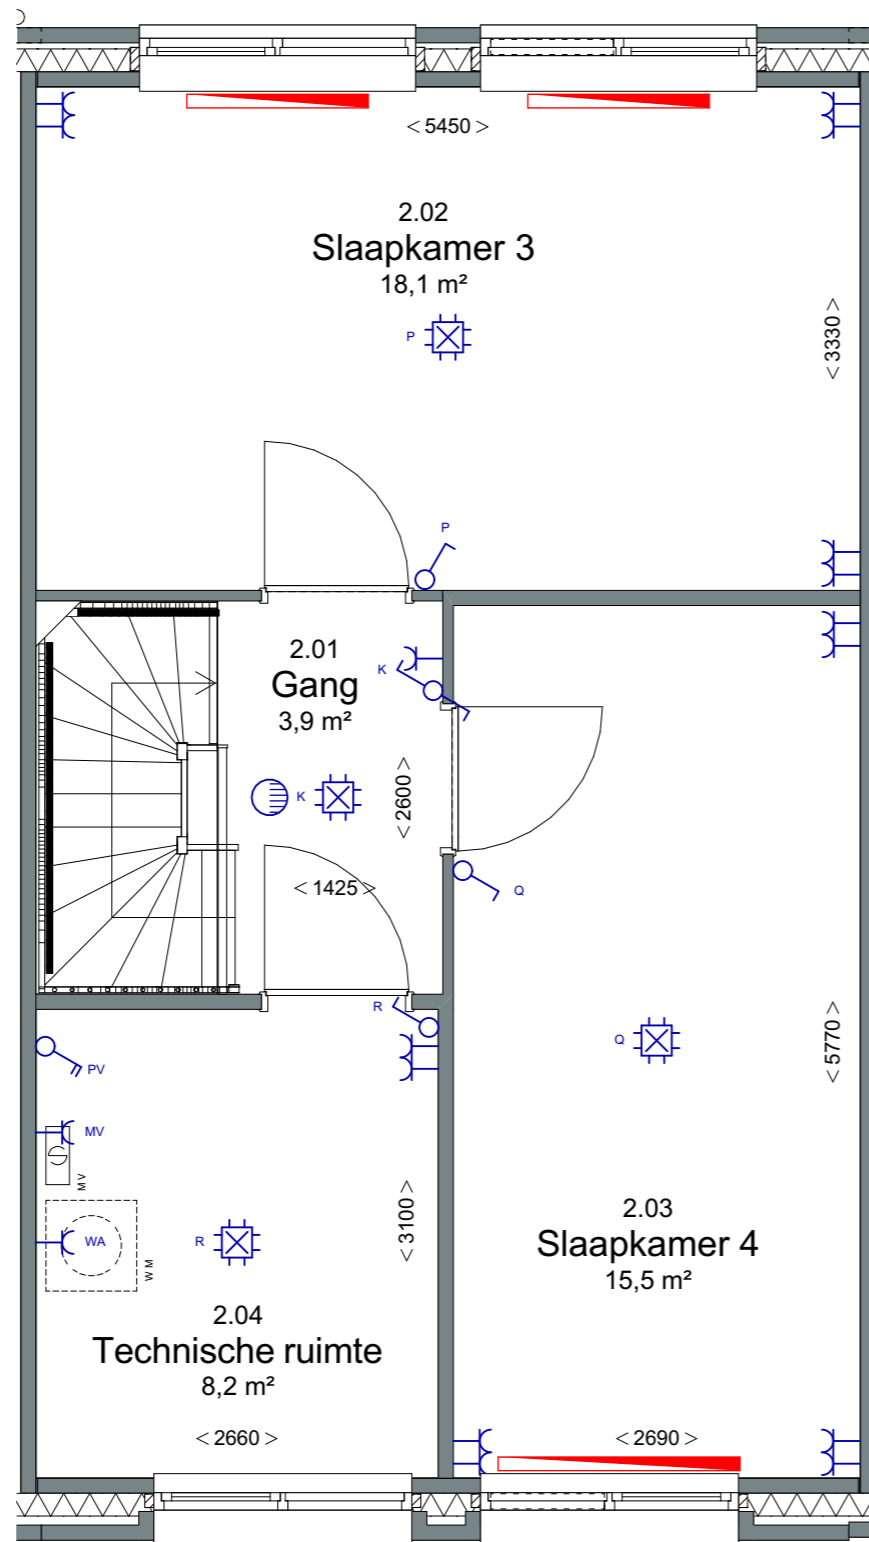 < 5450 >
2.02
Slaapkamer 3
18,1 m²
P
< 3330 >
P
2.01
Gang
3,9 m²
K
K
< 2600 >
< 1425 >
Q
R
PV
MV
MV
WA
WM
R
< 3100 >
Q
< 5770 >
2.03
Slaapkamer 4
15,5 m²
2.04
Technische ruimte
8,2 m²
< 2660 >
< 2690 >